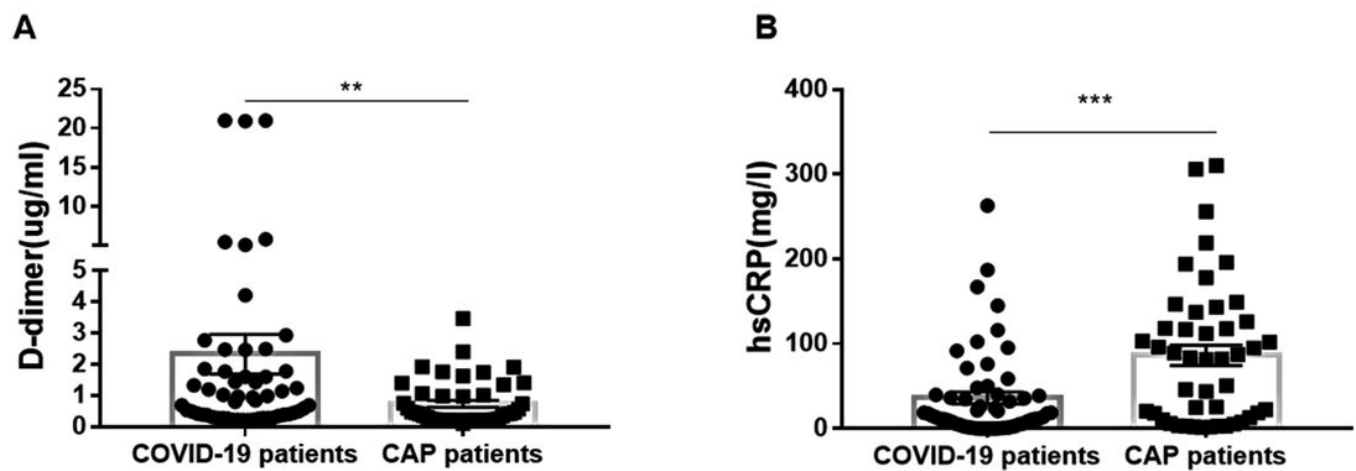 A
D-dimer(ug/ml)
25
20
15
10
5
4
3
2
1
0
**
COVID-19 patients
CAP patients
B
hsCRP(mg/l)
400
300
200
100
0
***
COVID-19 patients
CAP patients